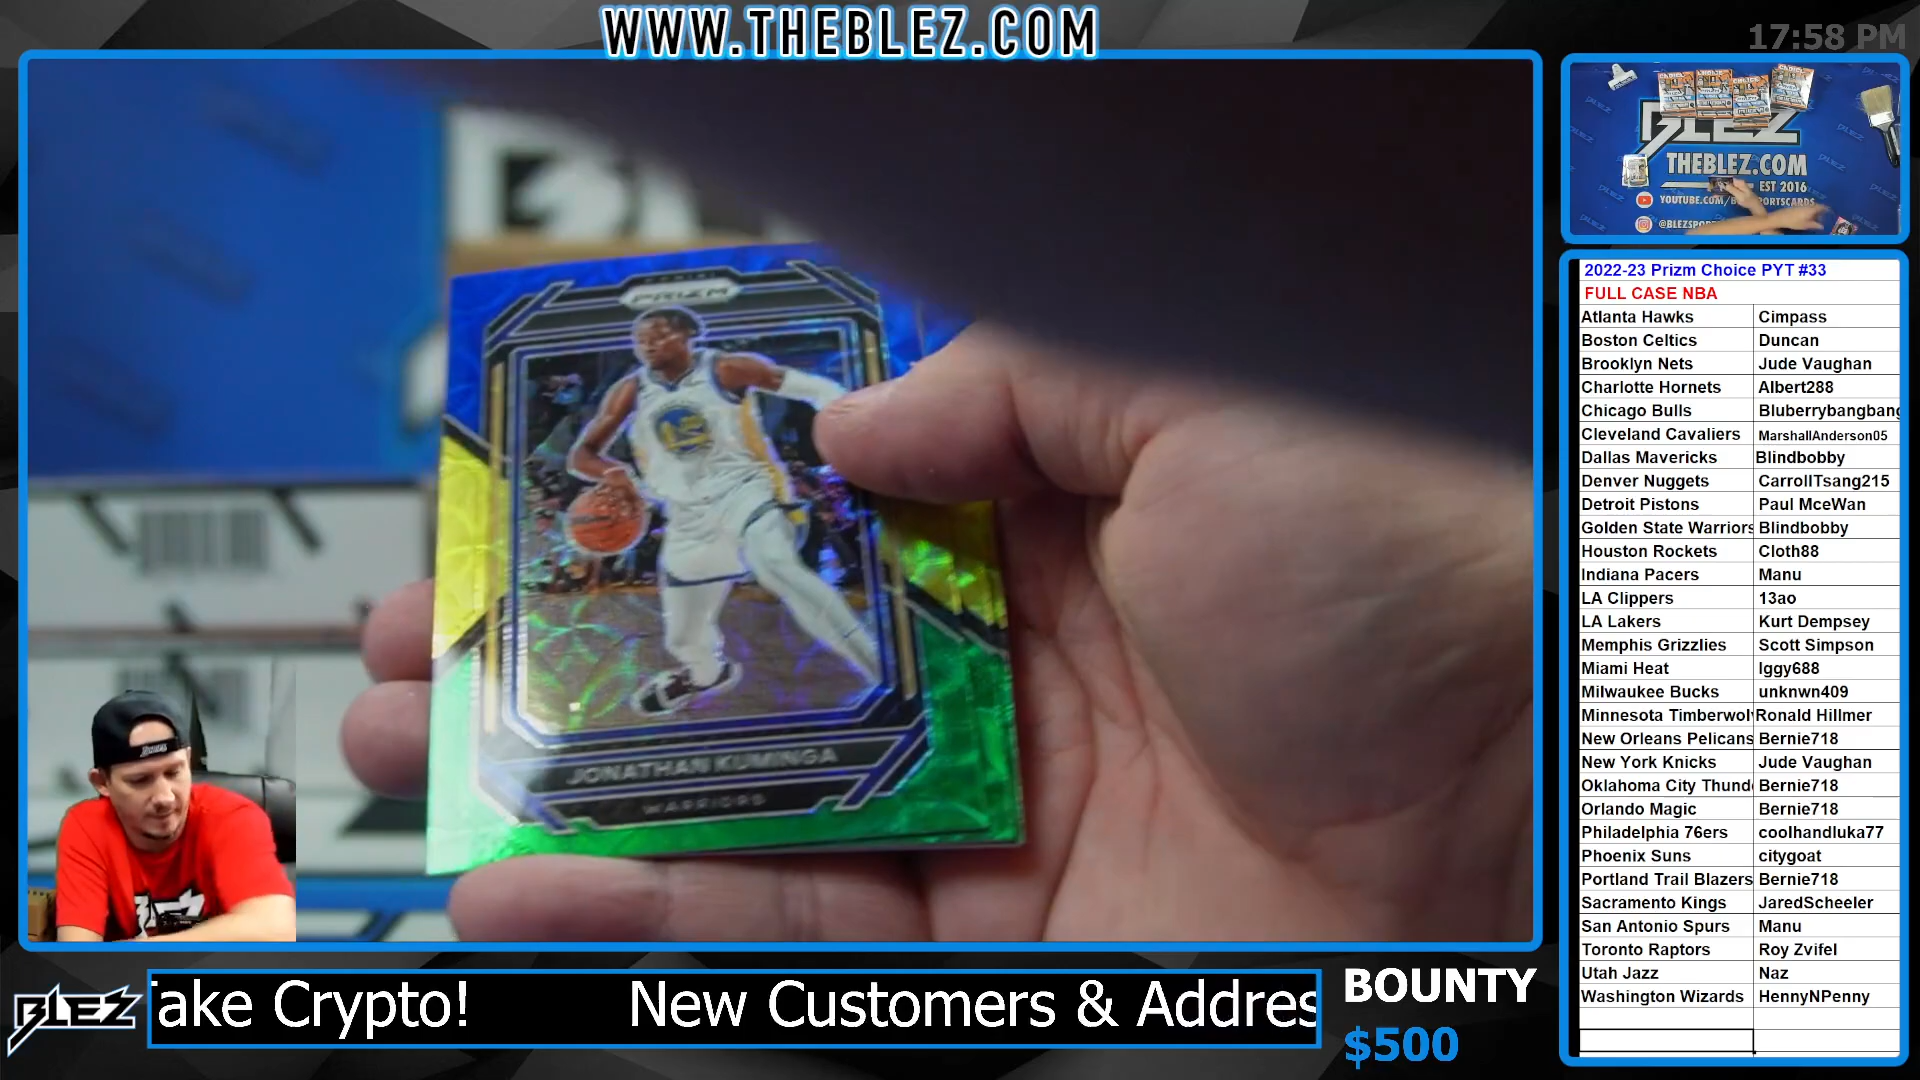 WWW.THEBLEZ.COM
17:58 PM
PRIZM
JONATHAN KUMINGA
WARRIORS
BLEZ
THEBLEZ.COM
EST 2016
2022-23 Prizm Choice PYT #33
FULL CASE NBA
Atlanta Hawks Cimpass
Boston Celtics Duncan
Brooklyn Nets Jude Vaughan
Charlotte Hornets Albert288
Chicago Bulls Bluberrybangbang
Cleveland Cavaliers MarshallAnderson05
Dallas Mavericks Blindbobby
Denver Nuggets CarrollTsang215
Detroit Pistons Paul MceWan
Golden State Warriors Blindbobby
Houston Rockets Cloth88
Indiana Pacers Manu
LA Clippers 13ao
LA Lakers Kurt Dempsey
Memphis Grizzlies Scott Simpson
Miami Heat Iggy688
Milwaukee Bucks unknwn409
Minnesota Timberwolv Ronald Hillmer
New Orleans Pelicans Bernie718
New York Knicks Jude Vaughan
Oklahoma City Thund Bernie718
Orlando Magic Bernie718
Philadelphia 76ers coolhandluka77
Phoenix Suns citygoat
Portland Trail Blazers Bernie718
Sacramento Kings JaredScheeler
San Antonio Spurs Manu
Toronto Raptors Roy Zvifel
Utah Jazz Naz
Washington Wizards HennyNPenny
BLEZ
ake Crypto! New Customers & Addres
BOUNTY
$500